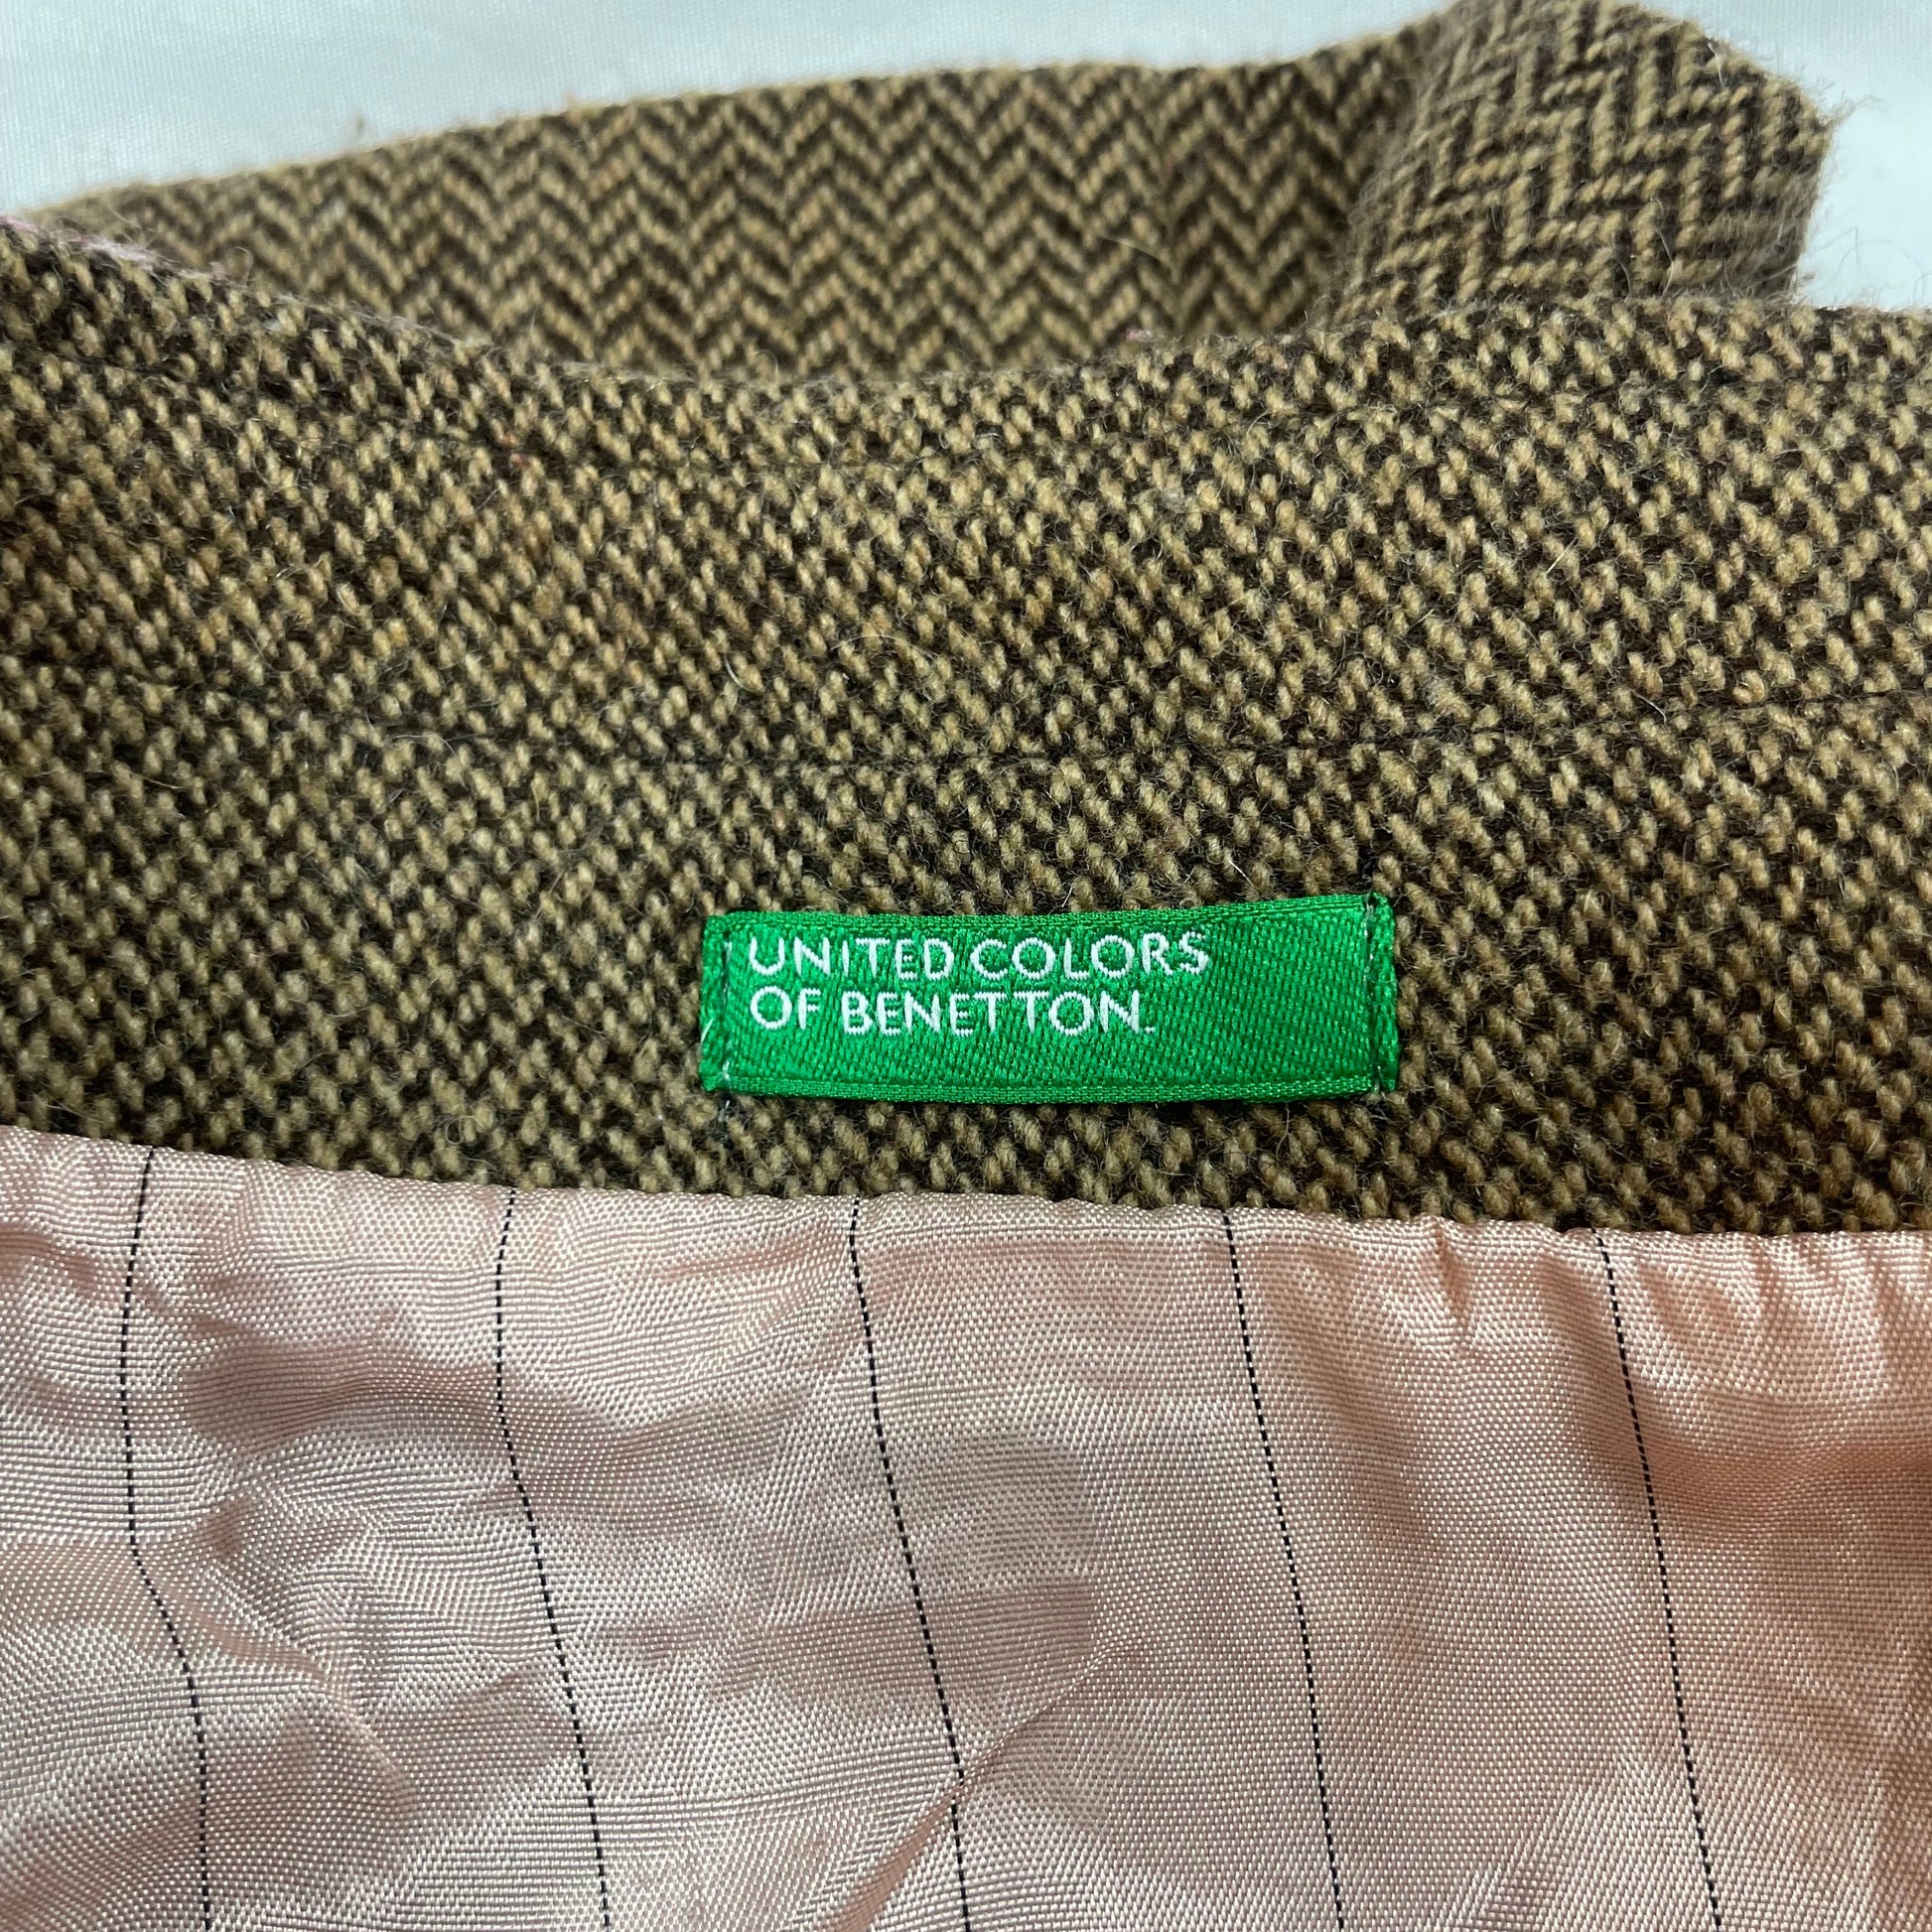 UNITED COLORS
OF BENETTON.